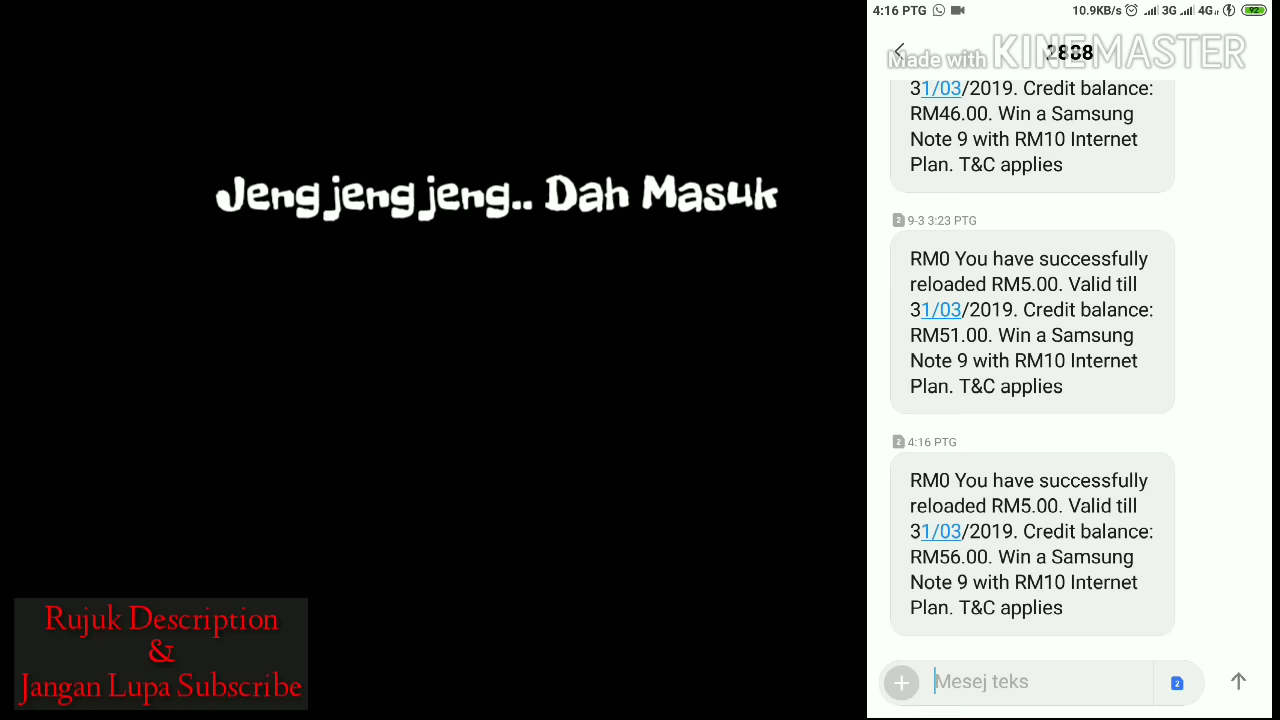 4:16 PTG
10.9KB/s 3G 4G 92
Made with KINEMASTER
2888
31/03/2019. Credit balance:
RM46.00. Win a Samsung
Note 9 with RM10 Internet
Plan. T&C applies
Jeng jeng jeng.. Dah Masuk
2 9-3 3:23 PTG
RM0 You have successfully
reloaded RM5.00. Valid till
31/03/2019. Credit balance:
RM51.00. Win a Samsung
Note 9 with RM10 Internet
Plan. T&C applies
2 4:16 PTG
RM0 You have successfully
reloaded RM5.00. Valid till
31/03/2019. Credit balance:
RM56.00. Win a Samsung
Note 9 with RM10 Internet
Plan. T&C applies
Rujuk Description
&
Jangan Lupa Subscribe
Mesej teks
2